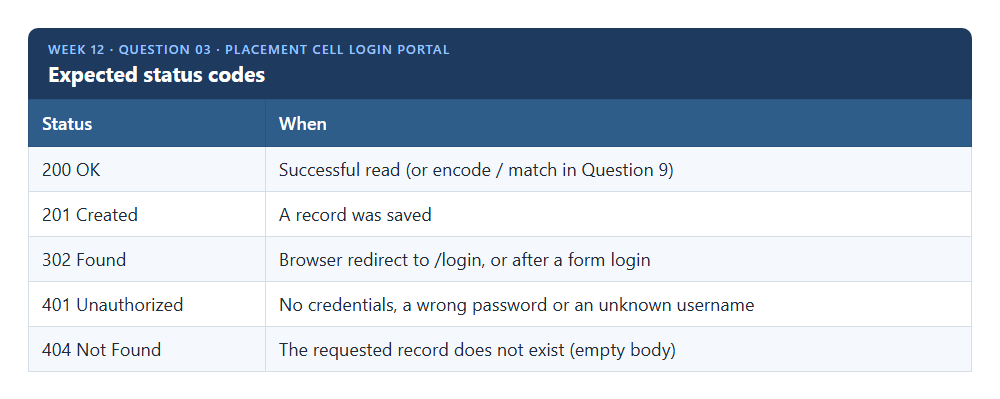 WEEK 12 · QUESTION 03 · PLACEMENT CELL LOGIN PORTAL
Expected status codes
Status When
200 OK Successful read (or encode / match in Question 9)
201 Created A record was saved
302 Found Browser redirect to /login, or after a form login
401 Unauthorized No credentials, a wrong password or an unknown username
404 Not Found The requested record does not exist (empty body)